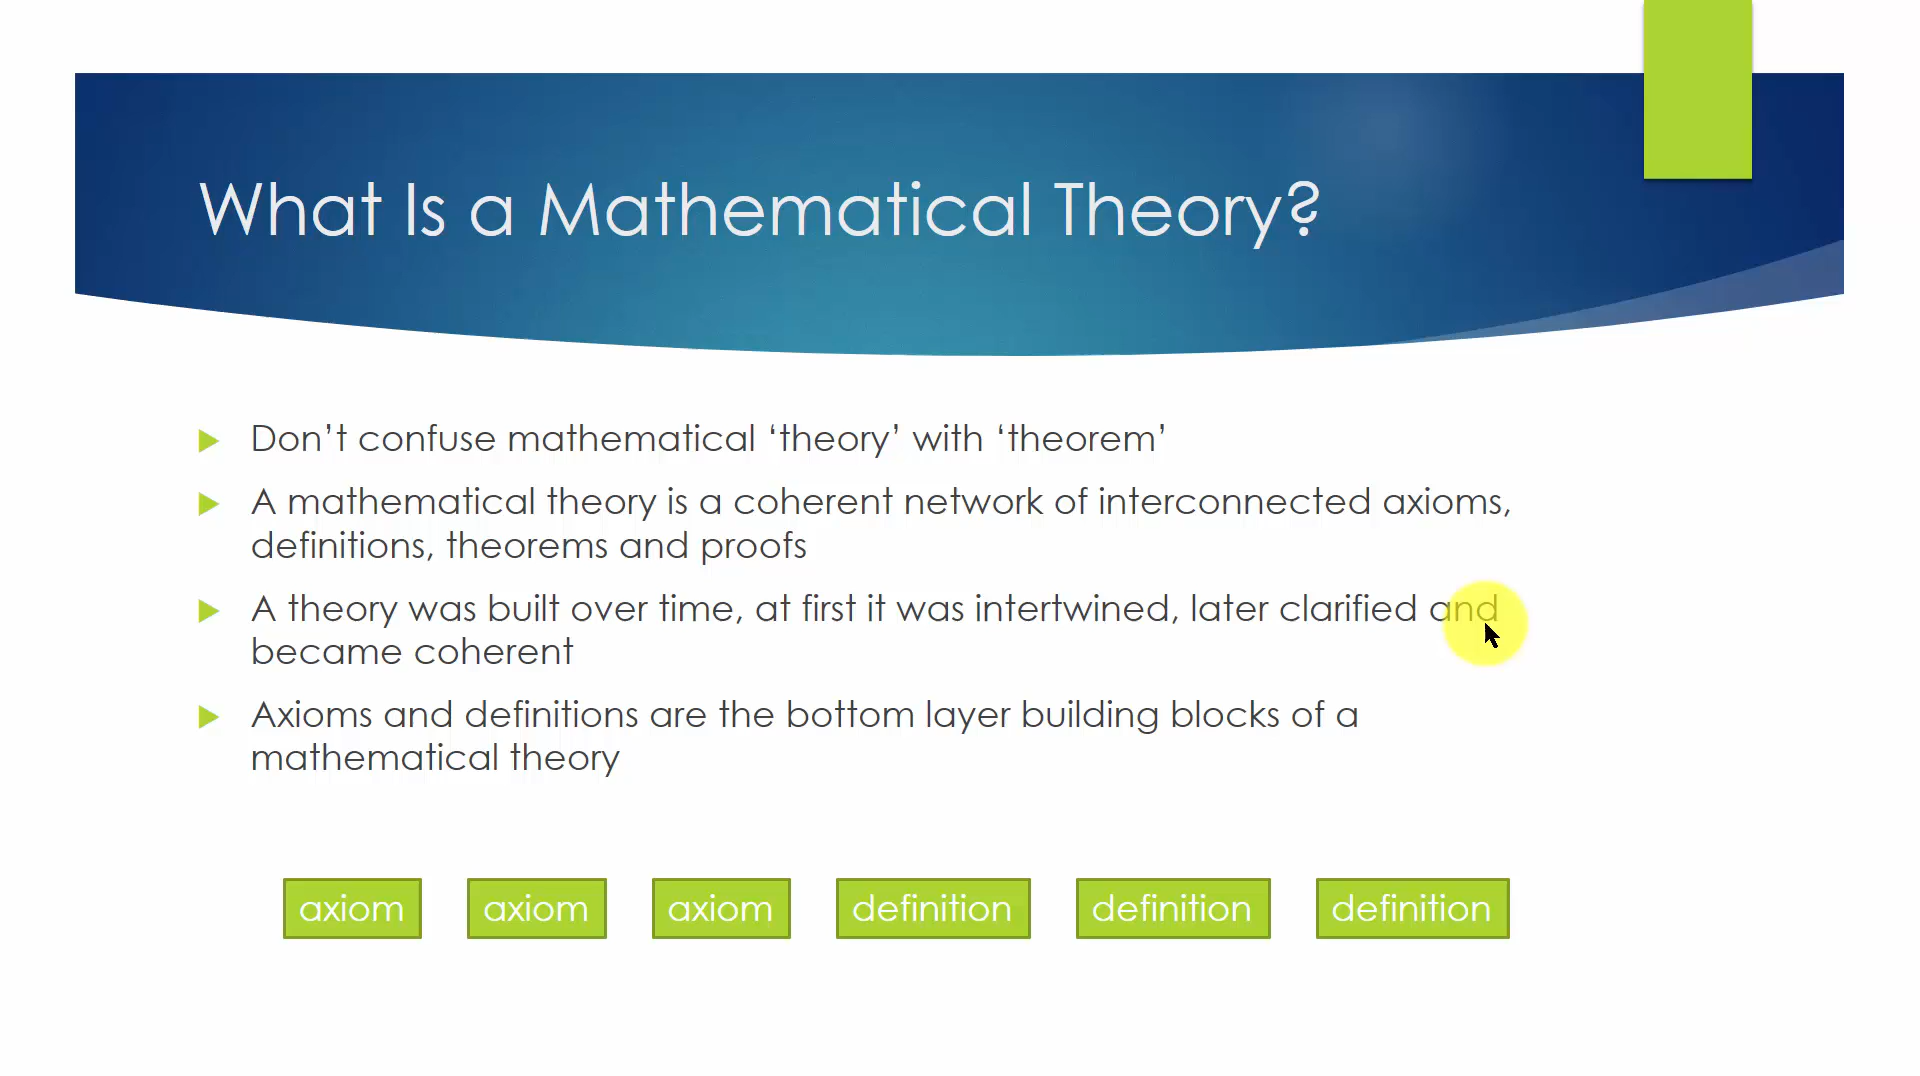 What Is a Mathematical Theory?
Don’t confuse mathematical ‘theory’ with ‘theorem’
A mathematical theory is a coherent network of interconnected axioms,
definitions, theorems and proofs
A theory was built over time, at first it was intertwined, later clarified and
became coherent
Axioms and definitions are the bottom layer building blocks of a
mathematical theory
axiom axiom axiom definition definition definition